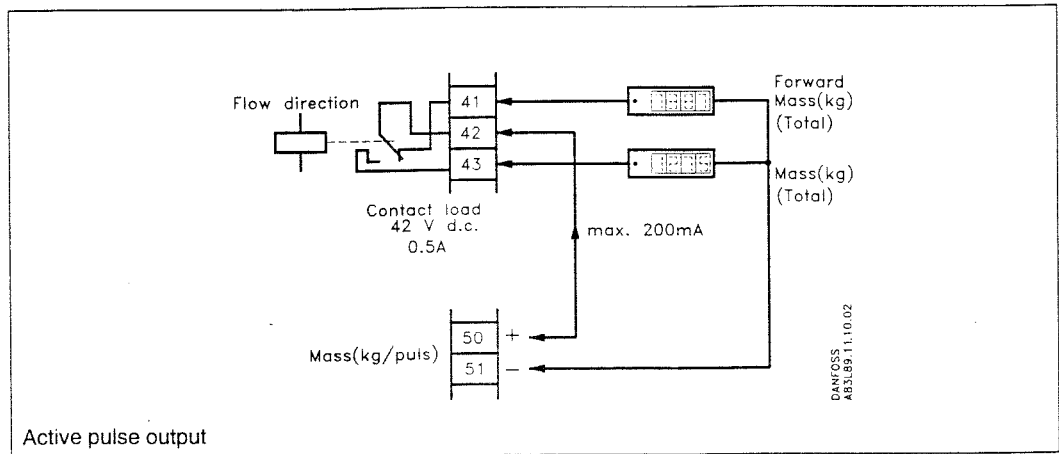 Flow direction
41
42
43
Forward
Mass(kg)
(Total)
Mass(kg)
(Total)
Contact load
42 V d.c.
0.5A
max. 200mA
Mass(kg/puls)
50 +
51 −
DANFOSS
A83L89.11.10.02
Active pulse output